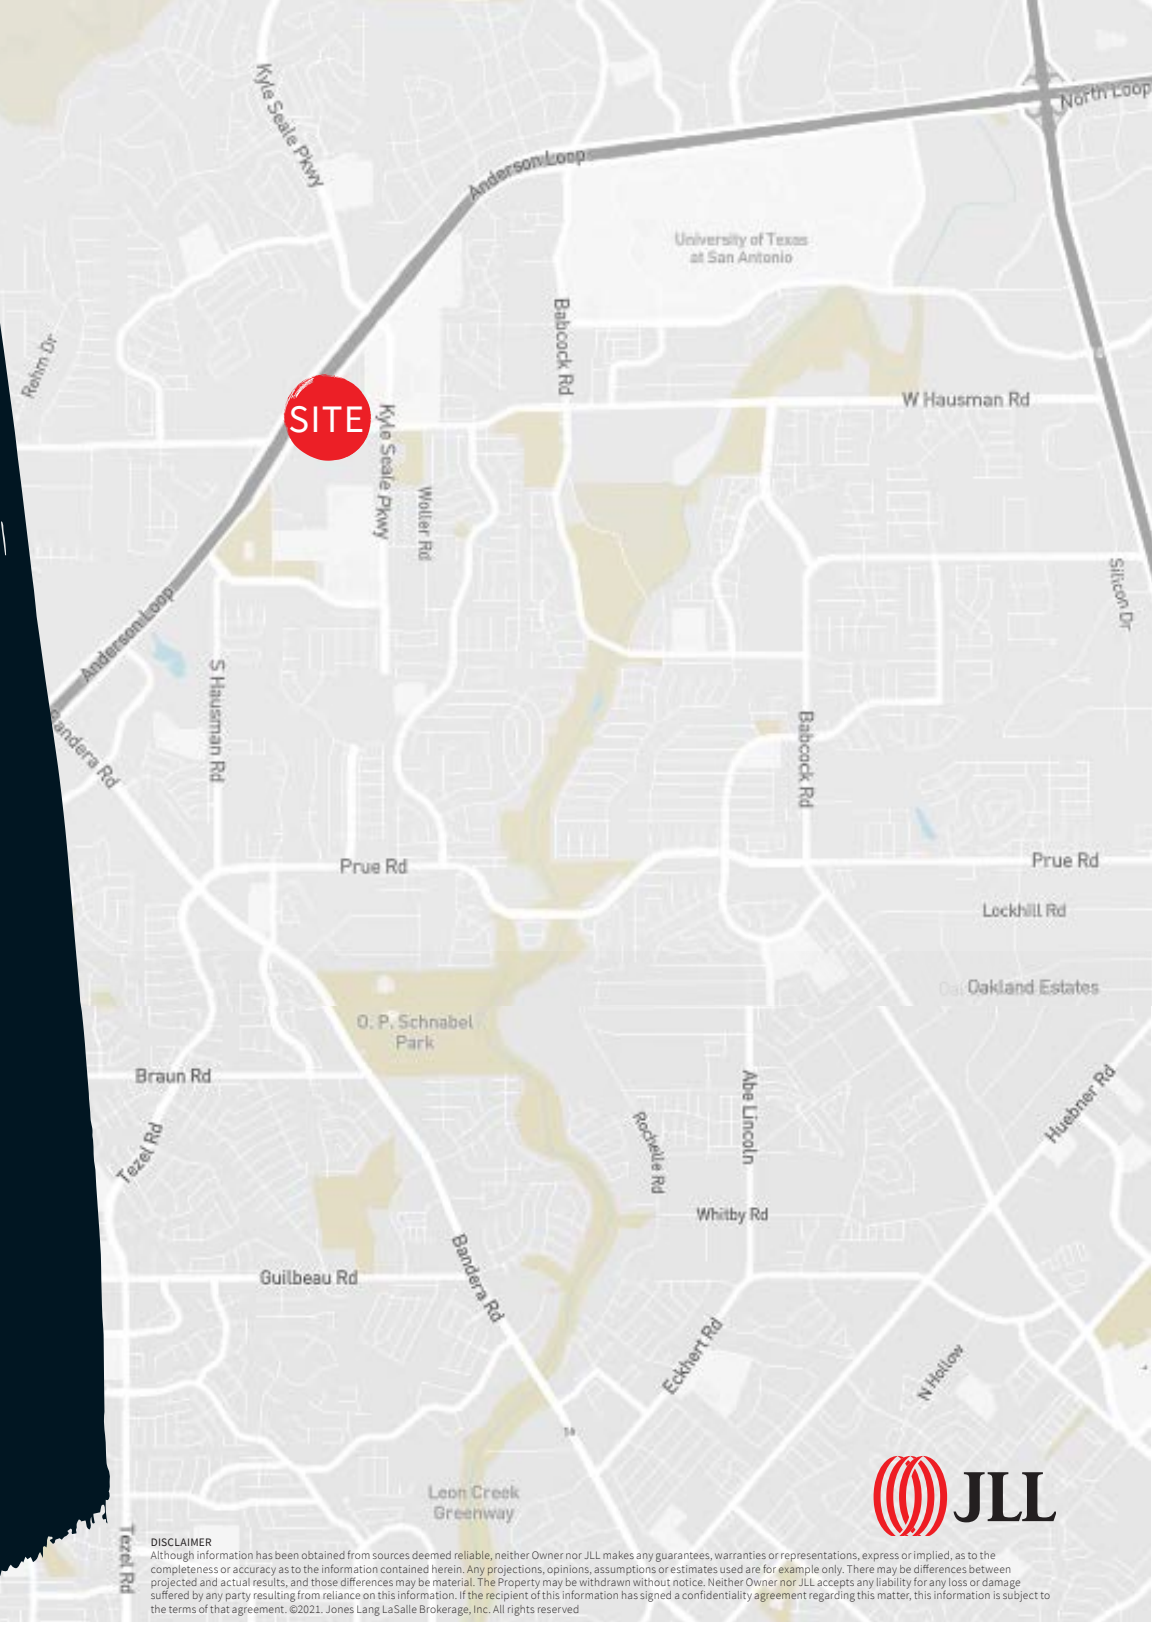 North Loop
Kyle Seale Pkwy
Anderson Loop
University of Texas
at San Antonio
Babcock Rd
Rehm Dr
W Hausman Rd
SITE
Kyle Seale Pkwy
Woller Rd
Silicon Dr
Anderson Loop
S Hausman Rd
Bandera Rd
Babcock Rd
Prue Rd
Prue Rd
Lockhill Rd
Oakland Estates
O. P. Schnabel
Park
Braun Rd
Abe Lincoln
Huebner Rd
Rochelle Rd
Tezel Rd
Whitby Rd
Bandera Rd
Guilbeau Rd
Eckhert Rd
N Hollow
16
Leon Creek
Greenway
JLL
Tezel Rd
DISCLAIMER
Although information has been obtained from sources deemed reliable, neither Owner nor JLL makes any guarantees, warranties or representations, express or implied, as to the
completeness or accuracy as to the information contained herein. Any projections, opinions, assumptions or estimates used are for example only. There may be differences between
projected and actual results, and those differences may be material. The Property may be withdrawn without notice. Neither Owner nor JLL accepts any liability for any loss or damage
suffered by any party resulting from reliance on this information. If the recipient of this information has signed a confidentiality agreement regarding this matter, this information is subject to
the terms of that agreement. ©2021. Jones Lang LaSalle Brokerage, Inc. All rights reserved